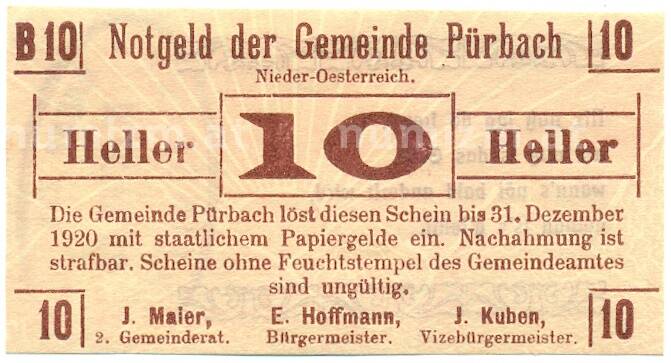 B 10 Notgeld der Gemeinde Pürbach 10
Nieder-Oesterreich.
Heller 10 Heller
Die Gemeinde Pürbach löst diesen Schein bis 31. Dezember
1920 mit staatlichem Papiergelde ein. Nachahmung ist
strafbar. Scheine ohne Feuchtstempel des Gemeindeamtes
sind ungültig.
10 J. Maier, E. Hoffmann, J. Kuben, 10
2. Gemeinderat. Bürgermeister. Vizebürgermeister.